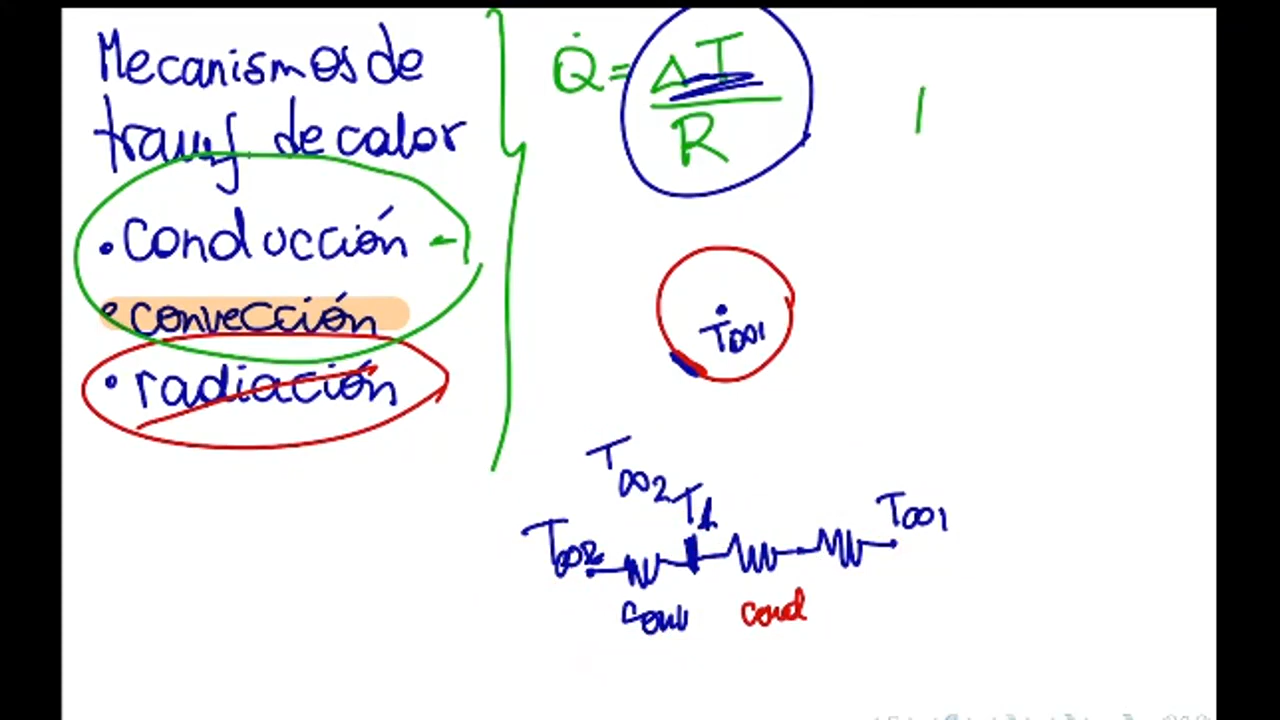 Mecanismos de
transf de calor
• conducción
• convección
• radiación
Q̇ = ΔT
R
T∞1
T∞2
T1
T∞2
T∞1
conv
cond